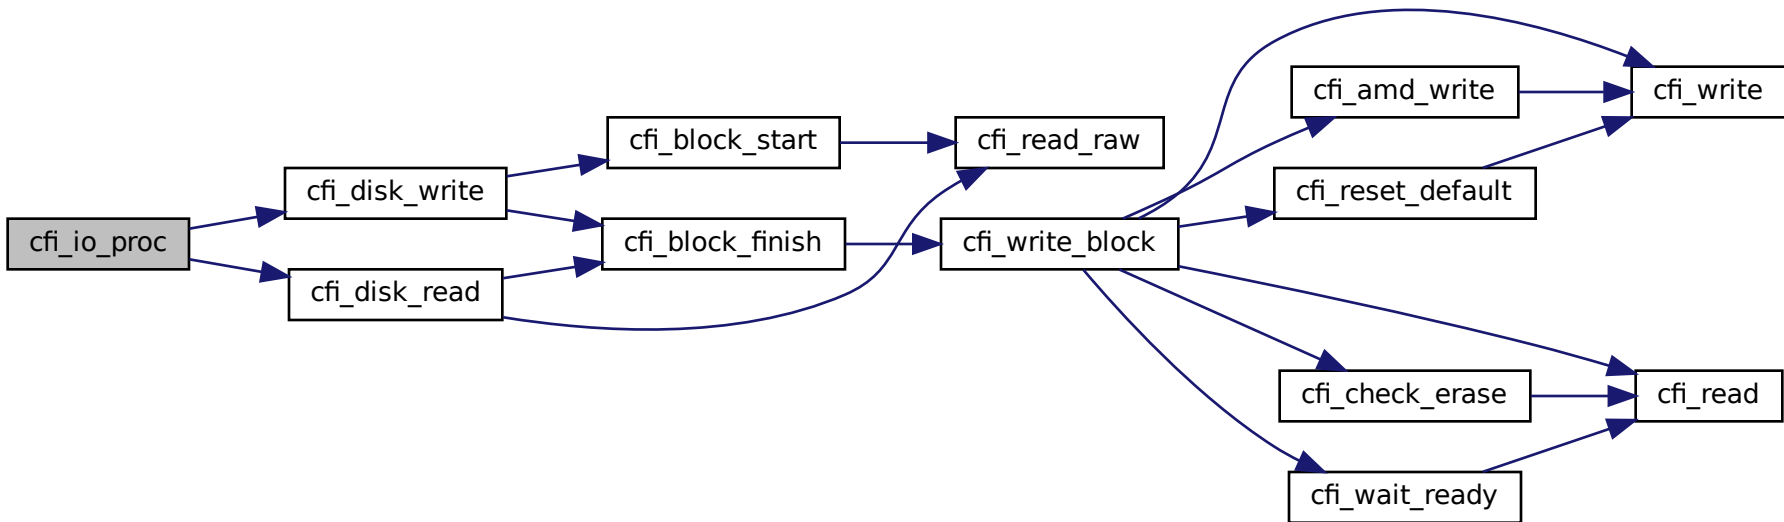 cfi_io_proc
cfi_disk_write
cfi_disk_read
cfi_block_start
cfi_block_finish
cfi_read_raw
cfi_write_block
cfi_amd_write
cfi_reset_default
cfi_check_erase
cfi_wait_ready
cfi_write
cfi_read